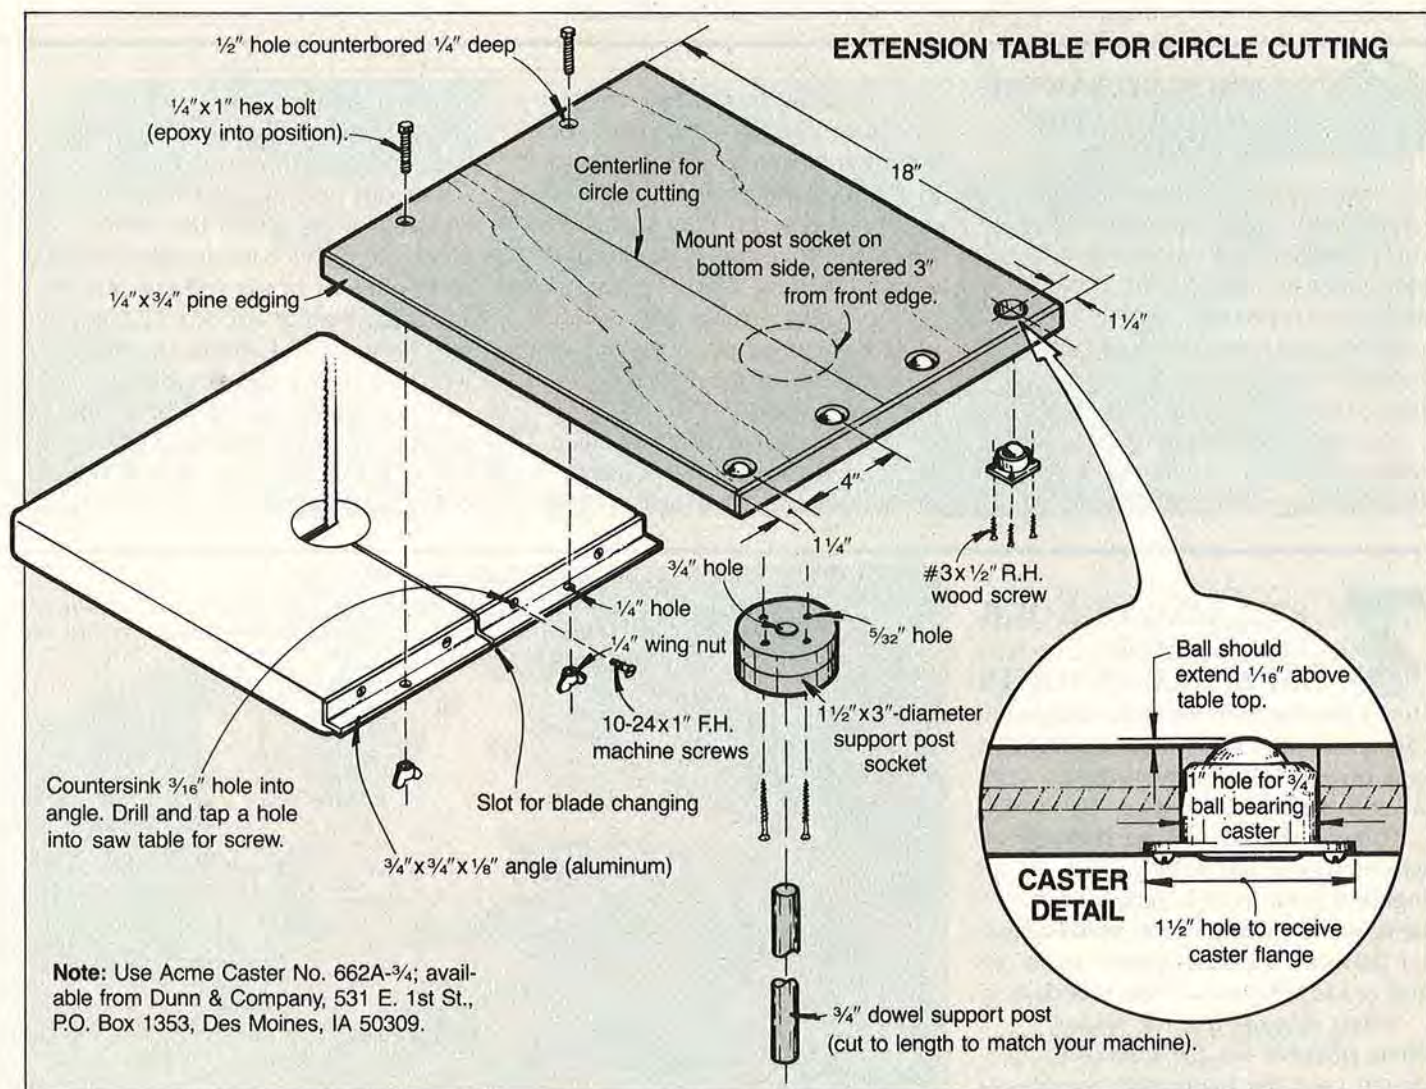 EXTENSION TABLE FOR CIRCLE CUTTING
½" hole counterbored ¼" deep
¼"x1" hex bolt
(epoxy into position).
18"
Centerline for
circle cutting
Mount post socket on
bottom side, centered 3"
from front edge.
¼"x¾" pine edging
1¼"
4"
1¼"
#3x½" R.H.
wood screw
¾" hole
¼" hole
5/32" hole
¼" wing nut
Ball should
extend 1/16" above
table top.
1½"x3"-diameter
support post
socket
10-24x1" F.H.
machine screws
Countersink 3/16" hole into
angle. Drill and tap a hole
into saw table for screw.
Slot for blade changing
1" hole for ¾"
ball bearing
caster
¾"x¾"x⅛" angle (aluminum)
CASTER
DETAIL
1½" hole to receive
caster flange
Note: Use Acme Caster No. 662A-¾; avail-
able from Dunn & Company, 531 E. 1st St.,
P.O. Box 1353, Des Moines, IA 50309.
¾" dowel support post
(cut to length to match your machine).